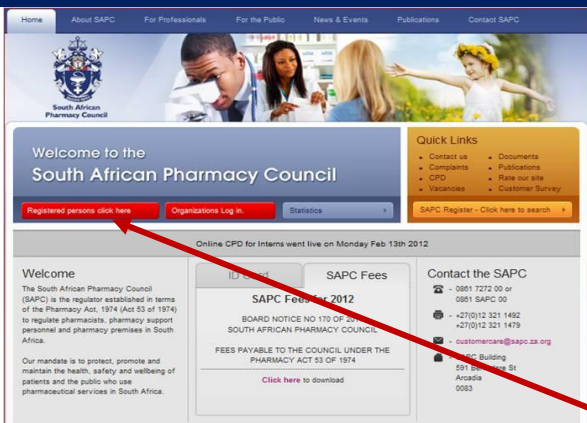 Home About SAPC For Professionals For the Public News & Events Publications Contact SAPC
South African
Pharmacy Council
Welcome to the
South African Pharmacy Council
Registered persons click here
Organizations Log in.
Statistics
Quick Links
Contact us
Complaints
CPD
Vacancies
Documents
Publications
Rate our site
Customer Survey
SAPC Register - Click here to search
Online CPD for Interns went live on Monday Feb 13th 2012
Welcome
The South African Pharmacy Council
(SAPC) is the regulator established in terms
of the Pharmacy Act, 1974 (Act 53 of 1974)
to regulate pharmacists, pharmacy support
personnel and pharmacy premises in South
Africa.
Our mandate is to protect, promote and
maintain the health, safety and wellbeing of
patients and the public who use
pharmaceutical services in South Africa.
ID Card
SAPC Fees
SAPC Fees for 2012
BOARD NOTICE NO 170 OF
SOUTH AFRICAN PHARMACY COUNCIL
FEES PAYABLE TO THE COUNCIL UNDER THE
PHARMACY ACT 53 OF 1974
Click here to download
Contact the SAPC
- 0861 7272 00 or
0861 SAPC 00
- +27(0)12 321 1492
+27(0)12 321 1479
- customercare@sapc.za.org
- SAPC Building
591 St
Arcadia
0083